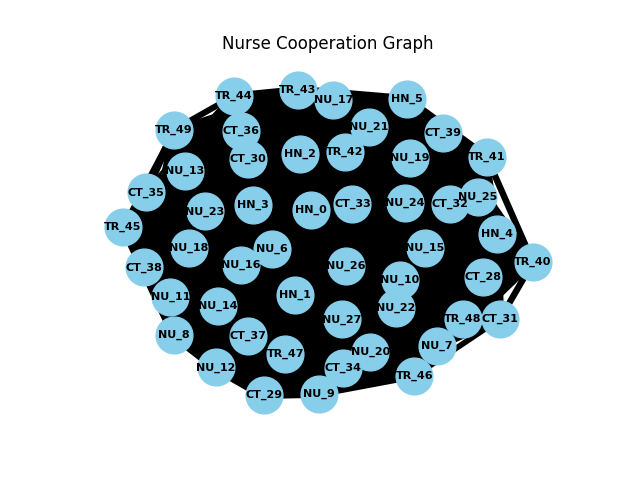 Nurse Cooperation Graph
TR_43
TR_44
NU_17
HN_5
NU_21
TR_49
CT_36
CT_39
TR_42
HN_2
TR_41
NU_19
CT_30
NU_13
CT_35
NU_25
NU_24
CT_33
CT_32
HN_3
HN_0
NU_23
TR_45
HN_4
NU_18
NU_6
NU_15
TR_40
NU_16
NU_26
CT_38
CT_28
NU_10
HN_1
NU_11
NU_14
NU_22
NU_27
TR_48
CT_31
NU_8
CT_37
NU_7
NU_20
TR_47
NU_12
CT_34
TR_46
NU_9
CT_29